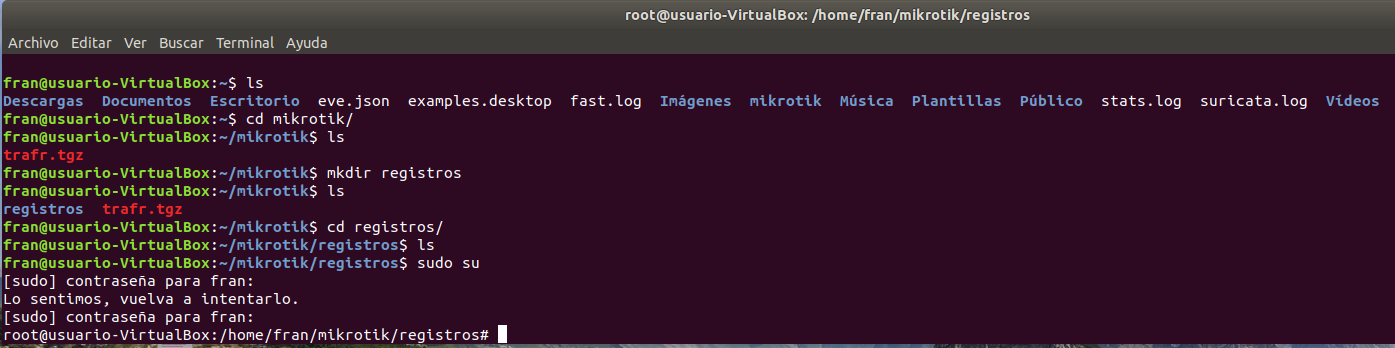 root@usuario-VirtualBox: /home/fran/mikrotik/registros
Archivo Editar Ver Buscar Terminal Ayuda
fran@usuario-VirtualBox:~$ ls
Descargas Documentos Escritorio eve.json examples.desktop fast.log Imágenes mikrotik Música Plantillas Público stats.log suricata.log Vídeos
fran@usuario-VirtualBox:~$ cd mikrotik/
fran@usuario-VirtualBox:~/mikrotik$ ls
trafr.tgz
fran@usuario-VirtualBox:~/mikrotik$ mkdir registros
fran@usuario-VirtualBox:~/mikrotik$ ls
registros trafr.tgz
fran@usuario-VirtualBox:~/mikrotik$ cd registros/
fran@usuario-VirtualBox:~/mikrotik/registros$ ls
fran@usuario-VirtualBox:~/mikrotik/registros$ sudo su
[sudo] contraseña para fran:
Lo sentimos, vuelva a intentarlo.
[sudo] contraseña para fran:
root@usuario-VirtualBox:/home/fran/mikrotik/registros#